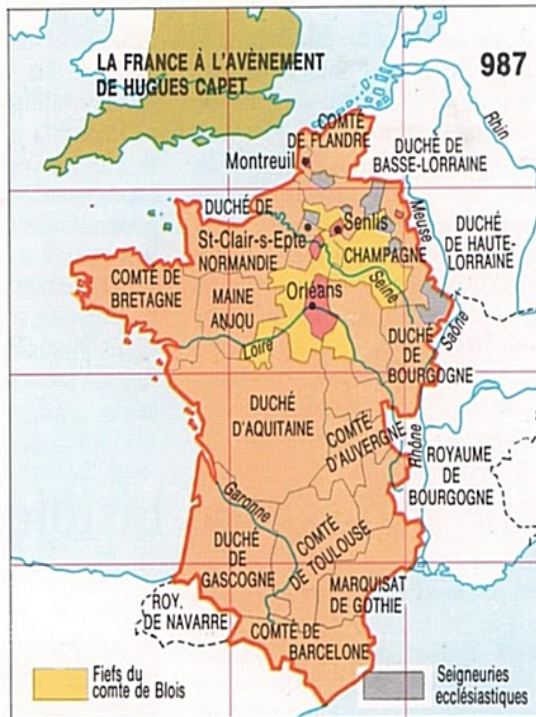 LA FRANCE À L'AVÈNEMENT
DE HUGUES CAPET
987
COMTÉ
DE FLANDRE
Montreuil
DUCHÉ DE
BASSE-LORRAINE
Rhin
DUCHÉ DE
NORMANDIE
St-Clair-s-Epte
Senlis
Meuse
DUCHÉ
DE HAUTE-
LORRAINE
CHAMPAGNE
Seine
COMTÉ DE
BRETAGNE
MAINE
ANJOU
Orléans
Loire
Saône
DUCHÉ
DE
BOURGOGNE
DUCHÉ
D'AQUITAINE
COMTÉ
D'AUVERGNE
Rhône
ROYAUME
DE
BOURGOGNE
Garonne
DUCHÉ
DE
GASCOGNE
COMTÉ
DE TOULOUSE
MARQUISAT
DE GOTHIE
ROY.
DE NAVARRE
COMTÉ DE
BARCELONE
Fiefs du
comte de Blois
Seigneuries
ecclésiastiques